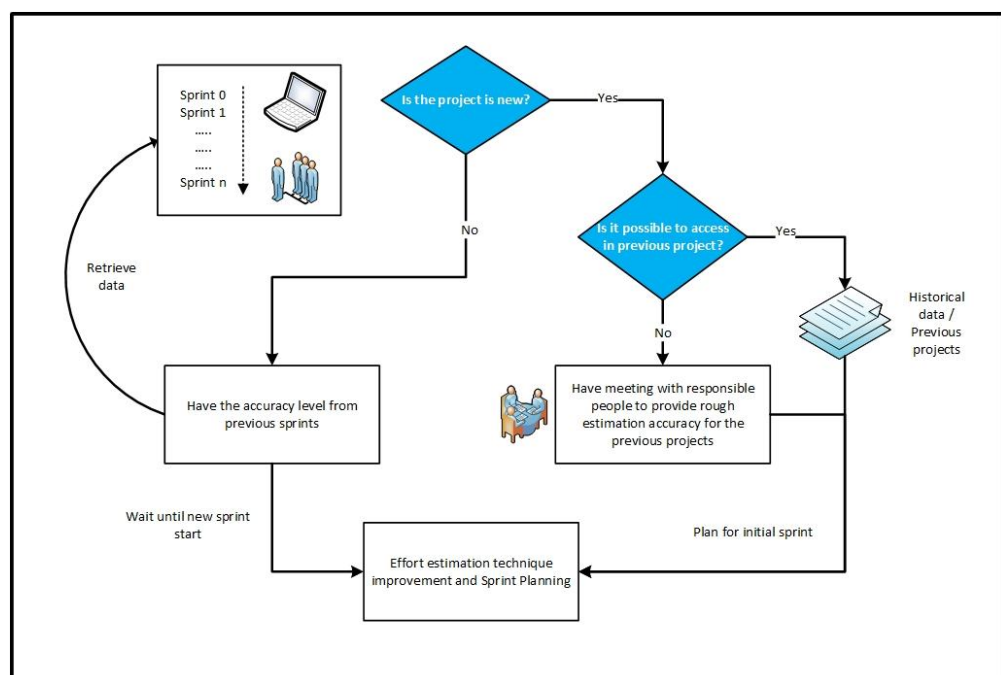 Sprint 0
Sprint 1
.....
.....
.....
Sprint n
Is the project is new?
Yes
No
Is it possible to access
in previous project?
Yes
No
Retrieve
data
Historical
data /
Previous
projects
Have the accuracy level from
previous sprints
Have meeting with responsible
people to provide rough
estimation accuracy for the
previous projects
Wait until new sprint
start
Plan for initial sprint
Effort estimation technique
improvement and Sprint Planning